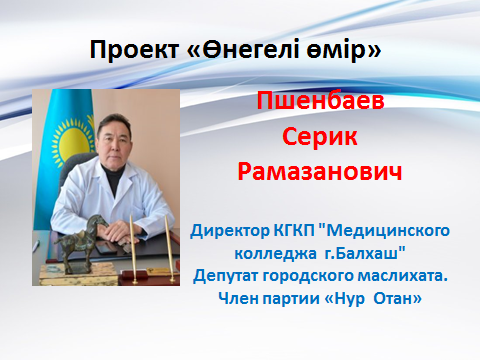 Проект «Өнегелі өмір»
Пшенбаев
Серик
Рамазанович
Директор КГКП "Медицинского
колледжа г.Балхаш"
Депутат городского маслихата.
Член партии «Нур Отан»